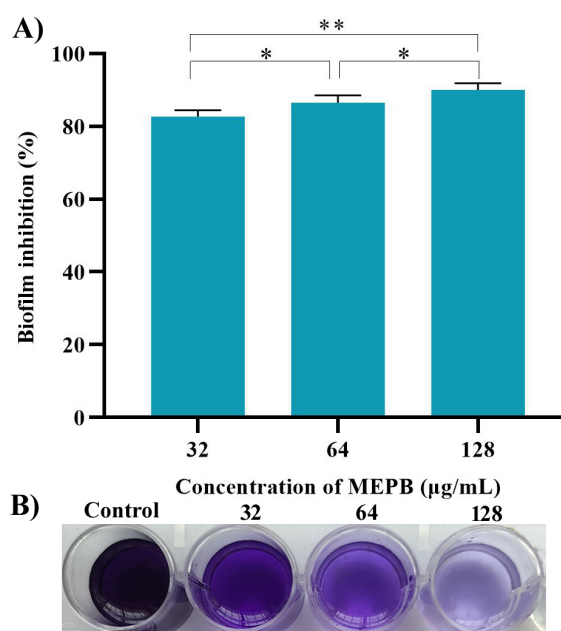 A)
**
*
*
100
80
60
40
20
0
Biofilm inhibition (%)
32 64 128
Concentration of MEPB (µg/mL)
B)
Control 32 64 128